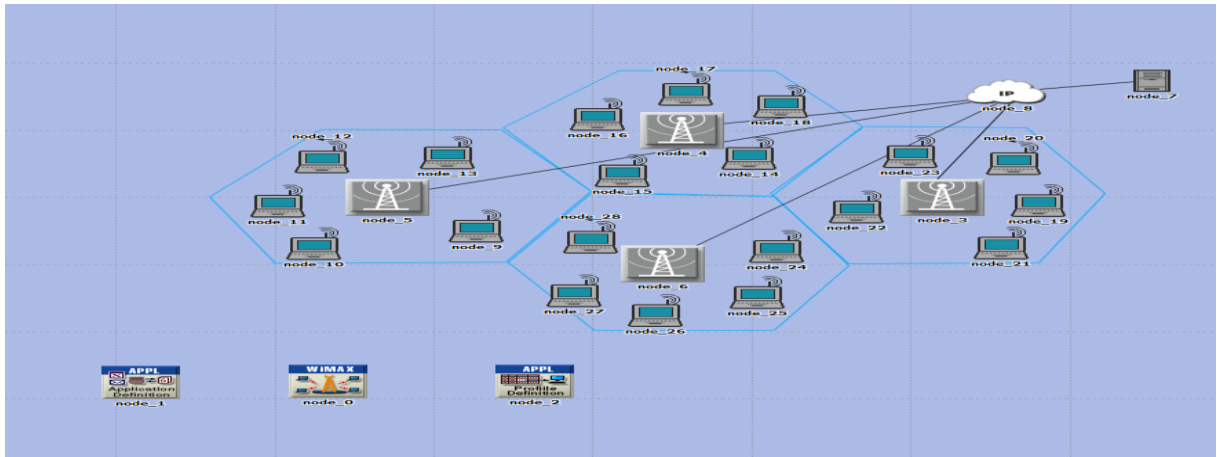 node_17
IP
node_7
node_8
node_16
node_18
node_12
node_4
node_20
node_13
node_14
node_23
node_15
node_11
node_5
node_28
node_22
node_3
node_19
node_9
node_10
node_24
node_21
node_6
node_27
node_25
node_26
APPL
Application
Definition
node_1
WiMAX
node_0
APPL
Profile
Definition
node_2